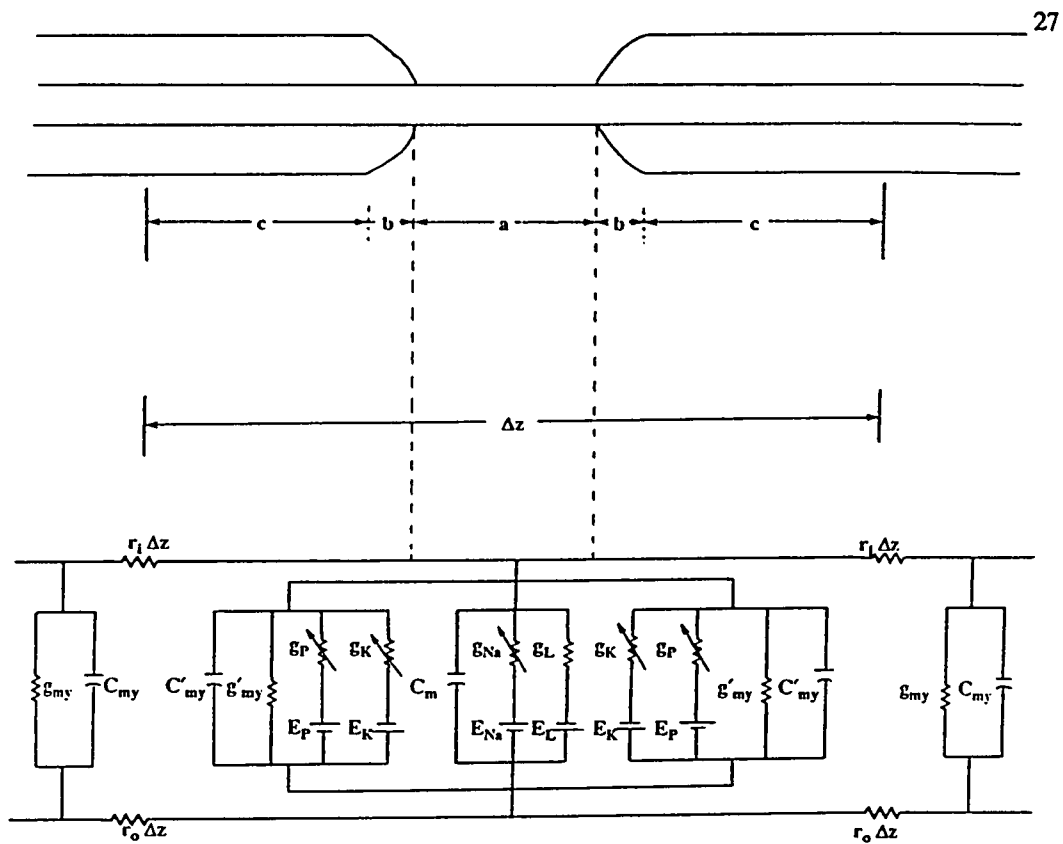 27
c b a b c
Δz
r_i Δz r_i Δz
g_my C_my C'_my g'_my g_P g_K C_m g_Na g_L g_K g_P g'_my C'_my g_my C_my
E_P E_K E_Na E_L E_K E_P
r_o Δz r_o Δz